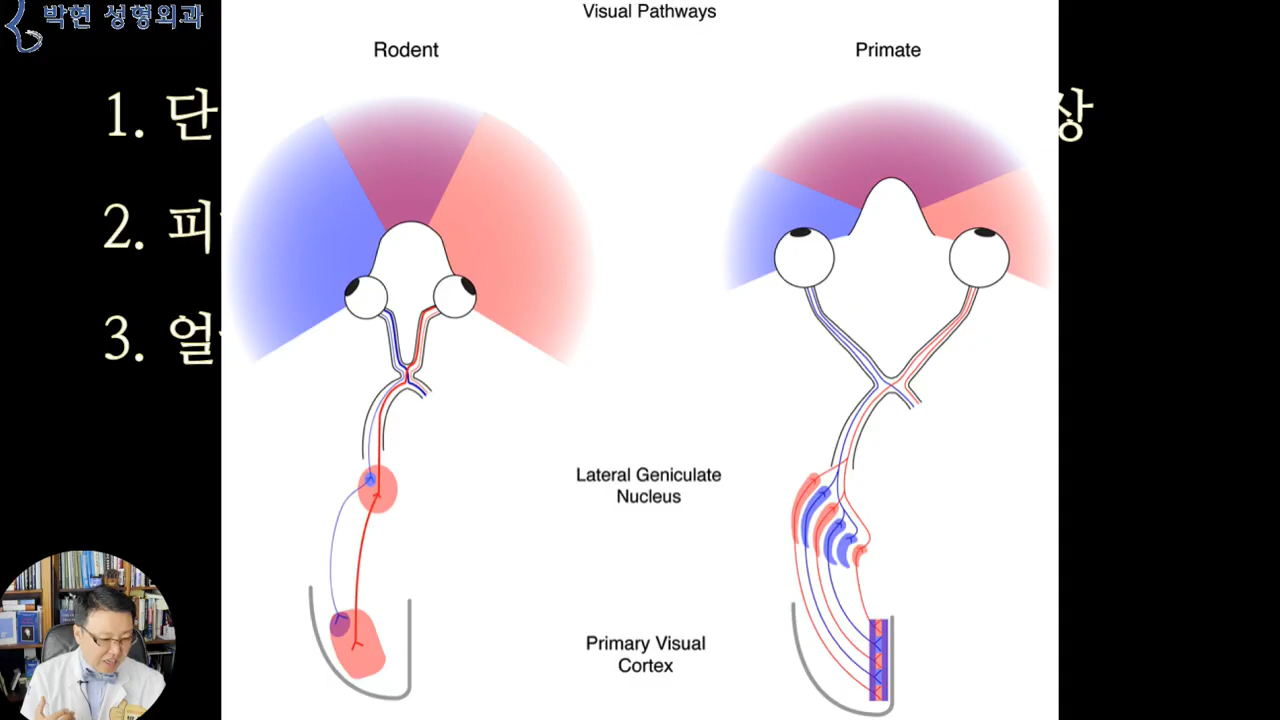 박현 성형외과
Visual Pathways
Rodent
Primate
1. 단
상
2. 피
3. 얼
Lateral Geniculate
Nucleus
Primary Visual
Cortex